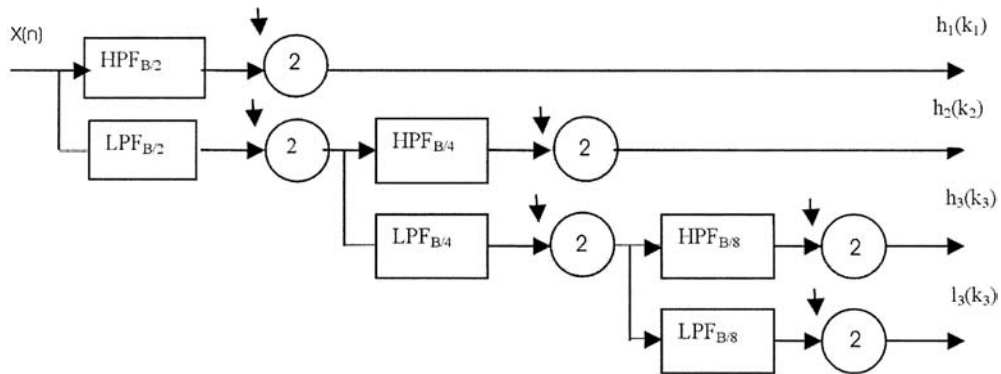 X(n)
HPF_B/2
2
h₁(k₁)
LPF_B/2
2
HPF_B/4
2
h₂(k₂)
LPF_B/4
2
HPF_B/8
2
h₃(k₃)
LPF_B/8
2
l₃(k₃)